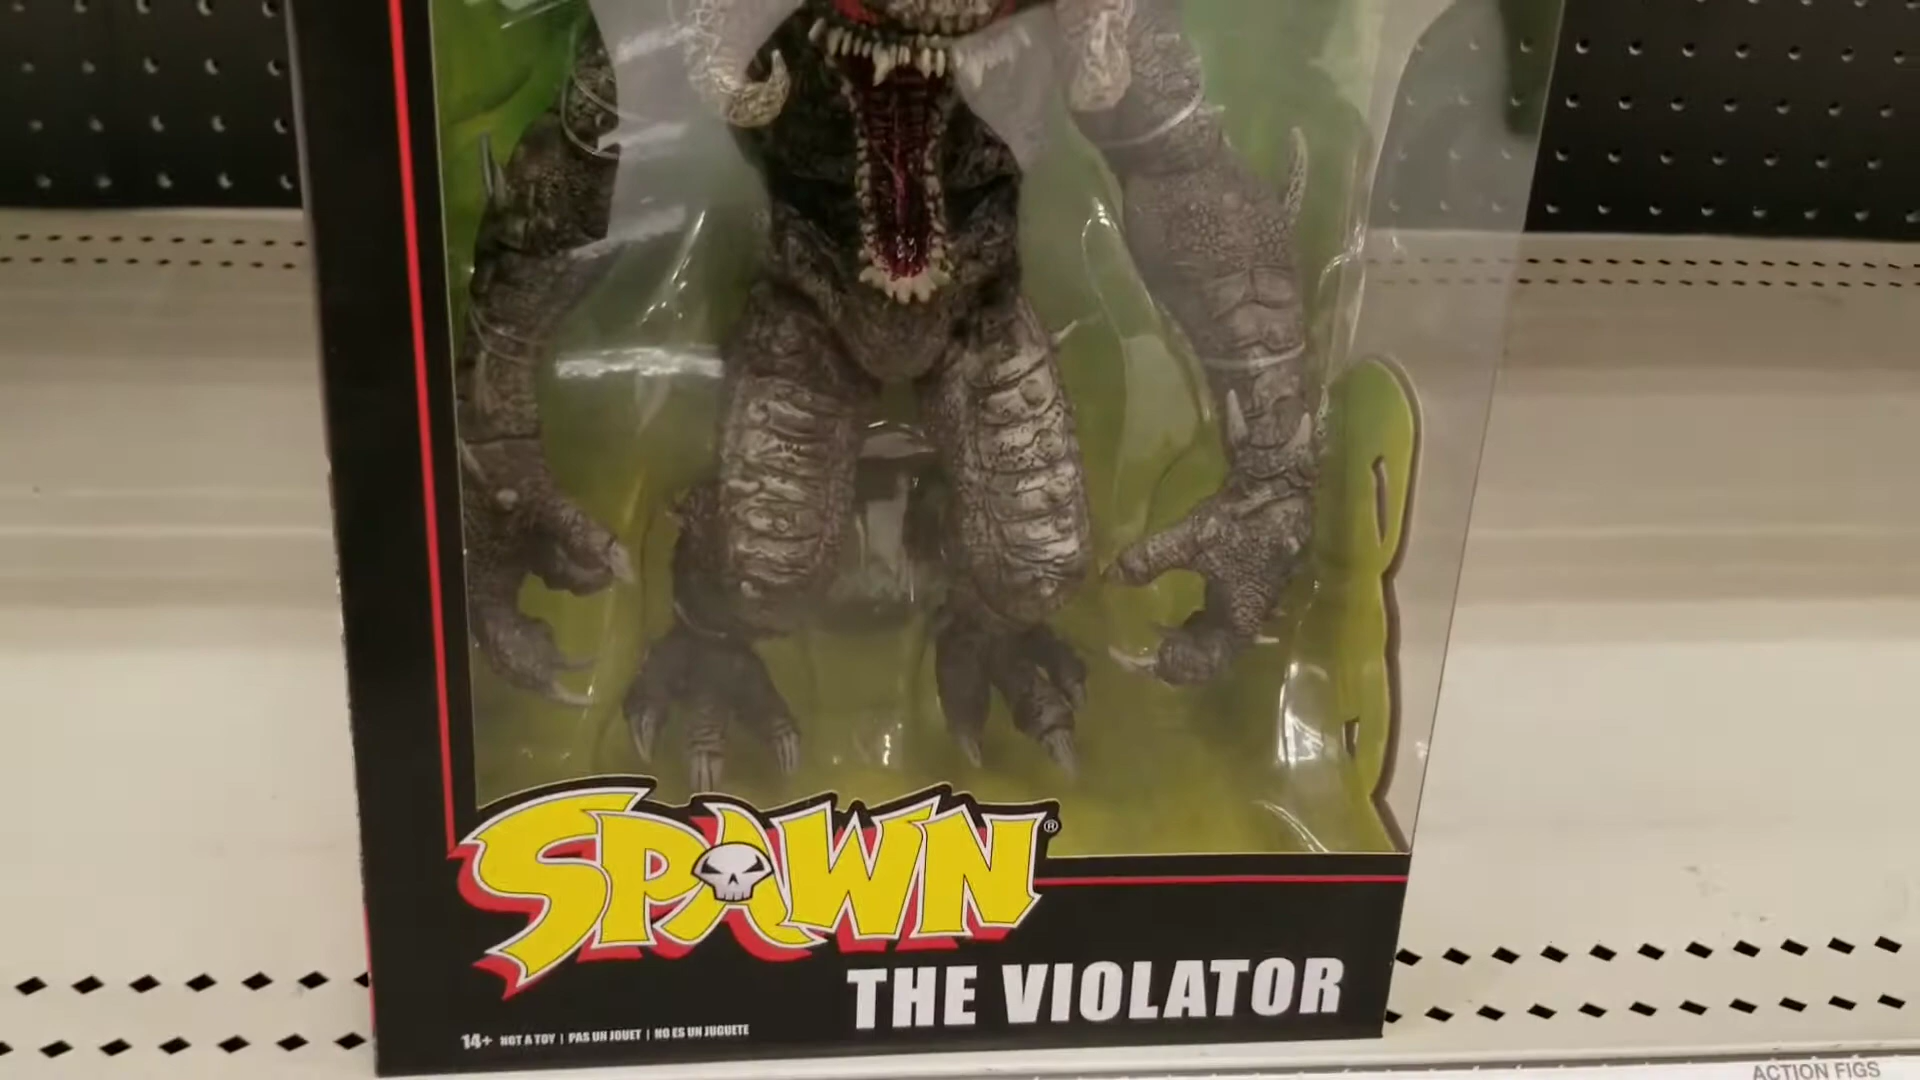 SPAWN®
THE VIOLATOR
14+ NOT A TOY | PAS UN JOUET | NO ES UN JUGUETE
ACTION FIGS